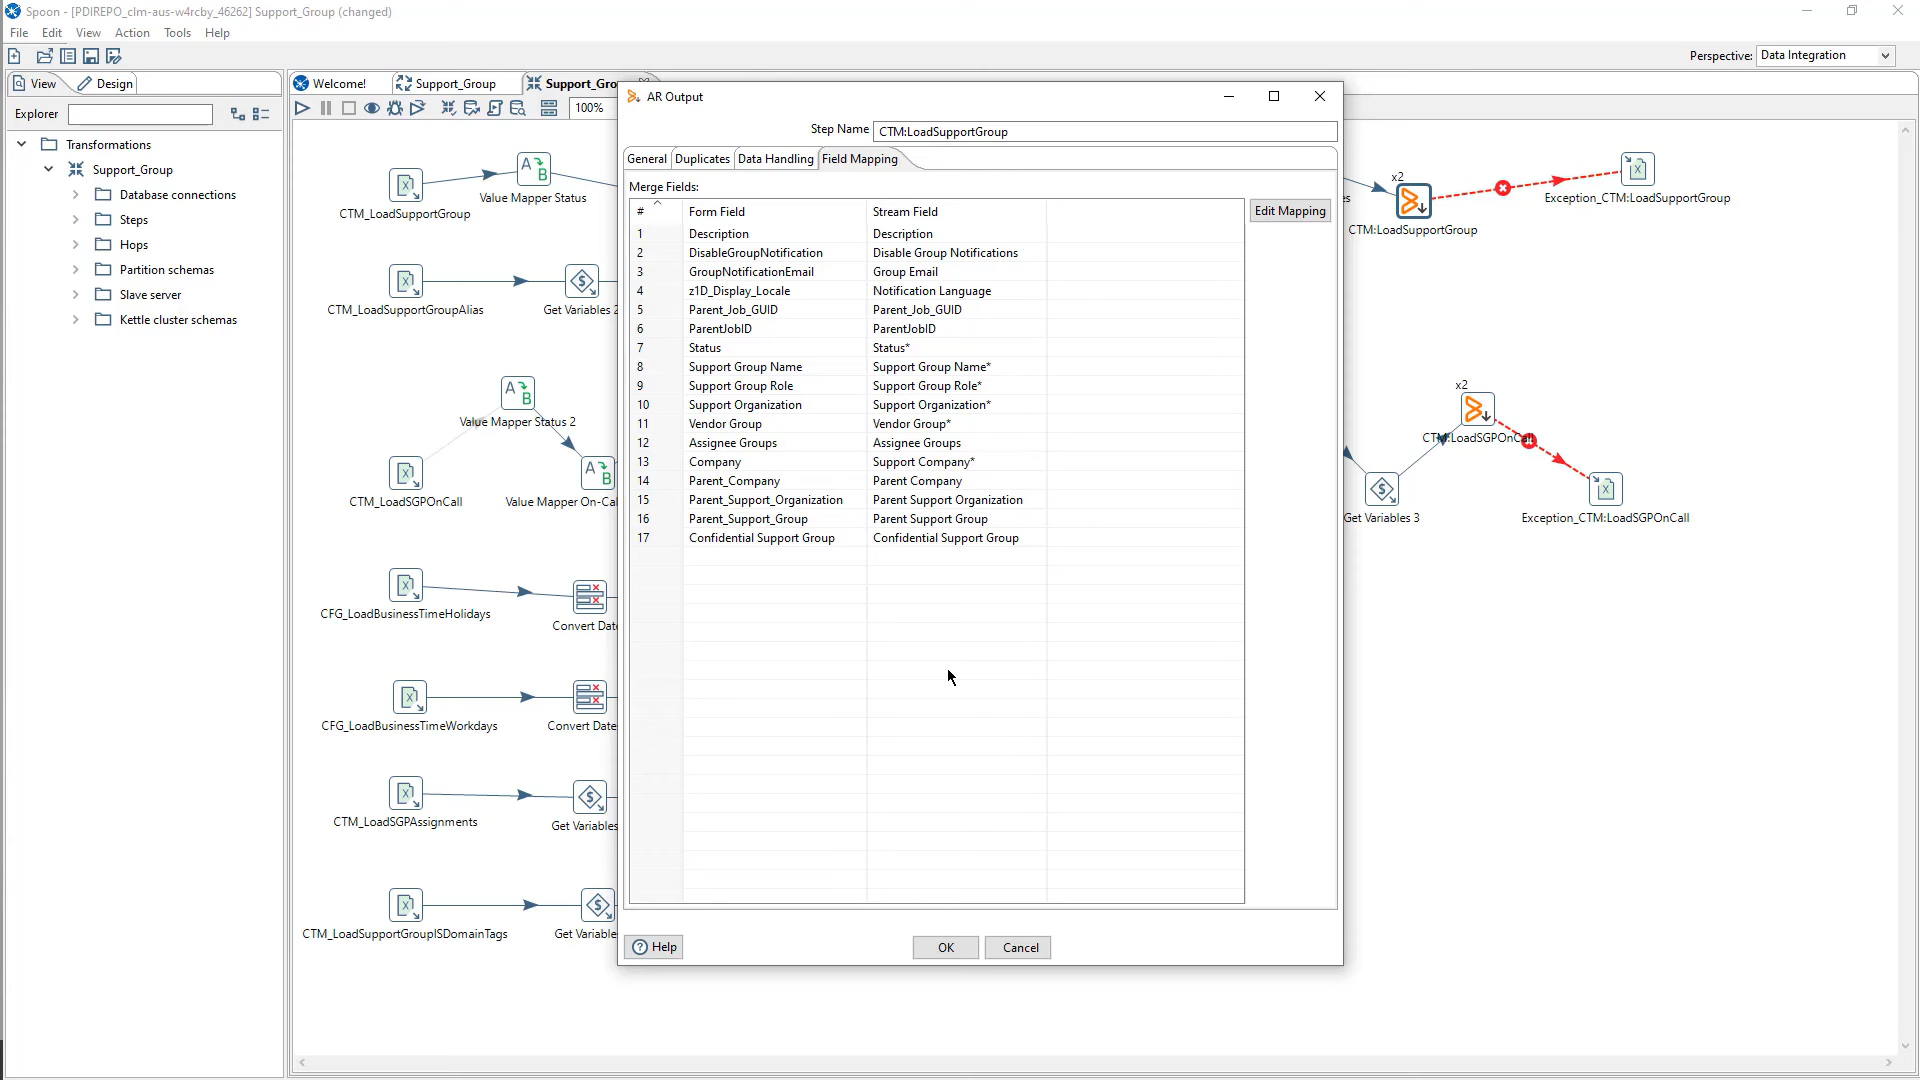 Spoon - [PDIREPO_clm-aus-w4rcby_46262] Support_Group (changed)
File Edit View Action Tools Help
Perspective: Data Integration
View Design
Explorer
Transformations
Support_Group
Database connections
Steps
Hops
Partition schemas
Slave server
Kettle cluster schemas
Welcome! Support_Group Support_Gro
100%
CTM_LoadSupportGroup
Value Mapper Status
CTM_LoadSupportGroupAlias
Get Variables 2
Value Mapper Status 2
CTM_LoadSGPOnCall
Value Mapper On-Cal
CFG_LoadBusinessTimeHolidays
Convert Date
CFG_LoadBusinessTimeWorkdays
Convert Date
CTM_LoadSGPAssignments
Get Variables
CTM_LoadSupportGroupISDomainTags
Get Variable
AR Output
Step Name CTM:LoadSupportGroup
General Duplicates Data Handling Field Mapping
Merge Fields:
# Form Field Stream Field
1 Description Description
2 DisableGroupNotification Disable Group Notifications
3 GroupNotificationEmail Group Email
4 z1D_Display_Locale Notification Language
5 Parent_Job_GUID Parent_Job_GUID
6 ParentJobID ParentJobID
7 Status Status*
8 Support Group Name Support Group Name*
9 Support Group Role Support Group Role*
10 Support Organization Support Organization*
11 Vendor Group Vendor Group*
12 Assignee Groups Assignee Groups
13 Company Support Company*
14 Parent_Company Parent Company
15 Parent_Support_Organization Parent Support Organization
16 Parent_Support_Group Parent Support Group
17 Confidential Support Group Confidential Support Group
Edit Mapping
Help OK Cancel
es
x2
CTM:LoadSupportGroup
Exception_CTM:LoadSupportGroup
x2
CTM:LoadSGPOnCall
Get Variables 3
Exception_CTM:LoadSGPOnCall